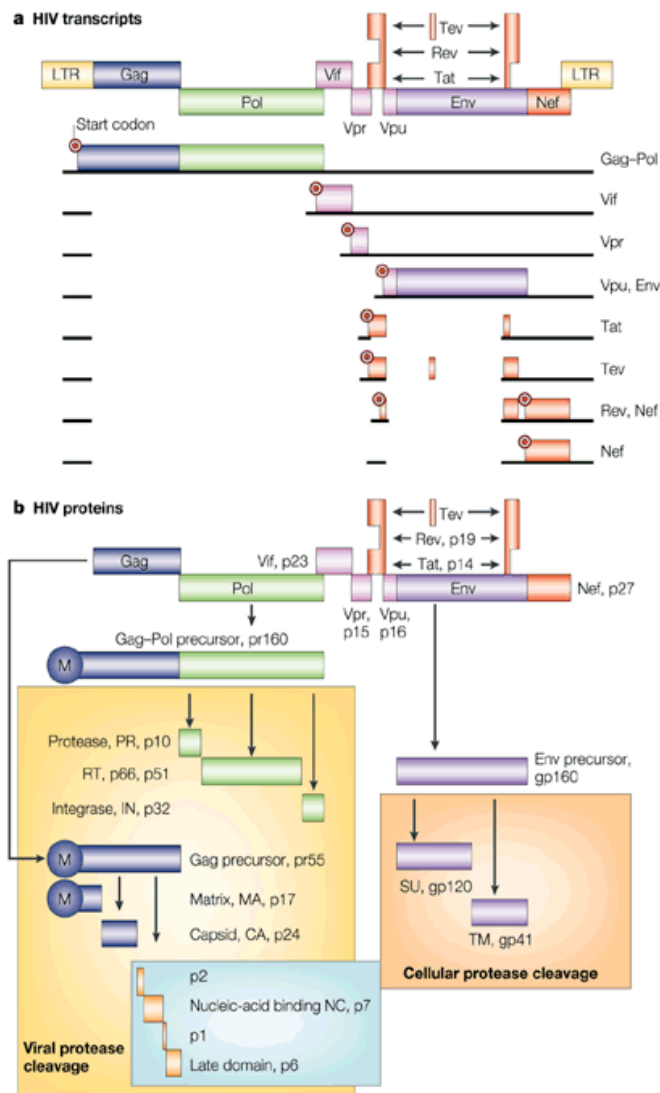 a HIV transcripts
Tev
Rev
Tat
LTR
Gag
Vif
LTR
Pol
Env
Nef
Vpr
Vpu
Start codon
Gag–Pol
Vif
Vpr
Vpu, Env
Tat
Tev
Rev, Nef
Nef
b HIV proteins
Tev
Rev, p19
Tat, p14
Gag
Vif, p23
Pol
Env
Nef, p27
Vpr,
p15
Vpu,
p16
Gag–Pol precursor, pr160
M
Protease, PR, p10
RT, p66, p51
Integrase, IN, p32
Env precursor,
gp160
M
Gag precursor, pr55
M
Matrix, MA, p17
Capsid, CA, p24
SU, gp120
TM, gp41
Cellular protease cleavage
p2
Nucleic-acid binding NC, p7
p1
Late domain, p6
Viral protease
cleavage